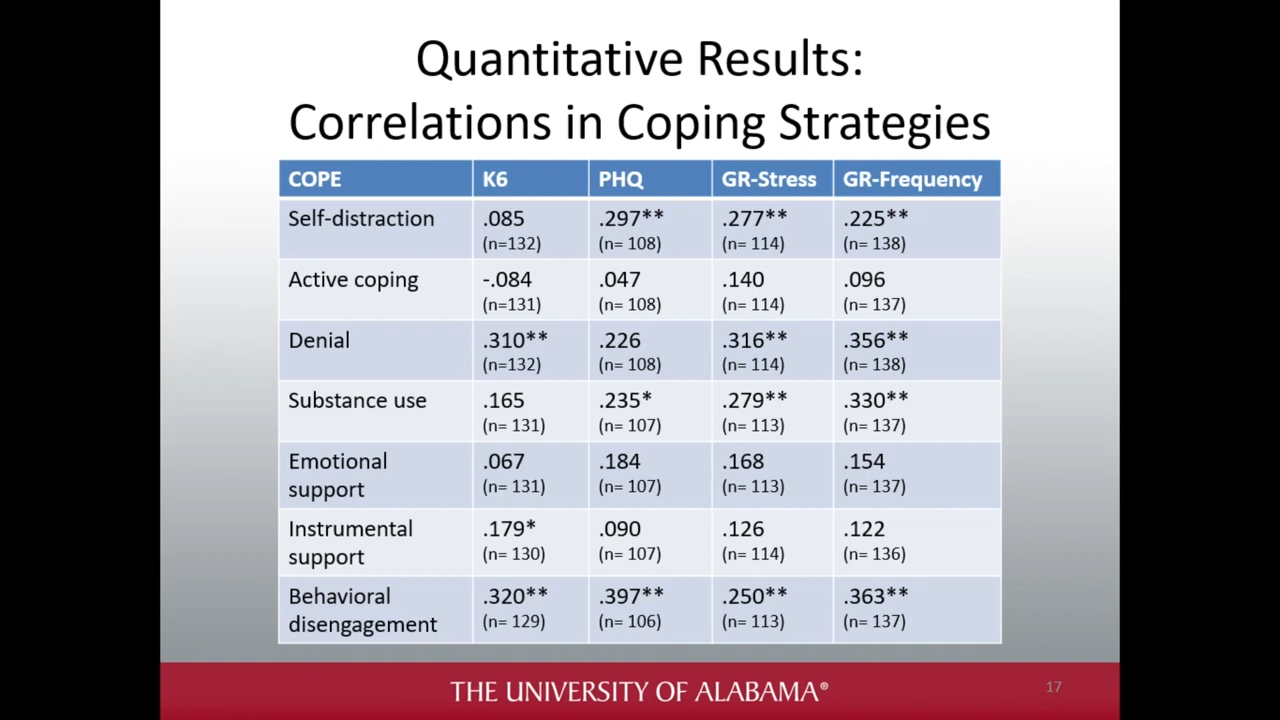 Quantitative Results:
Correlations in Coping Strategies
COPE K6 PHQ GR-Stress GR-Frequency
Self-distraction .085 .297** .277** .225**
(n=132) (n= 108) (n= 114) (n= 138)
Active coping -.084 .047 .140 .096
(n=131) (n= 108) (n= 114) (n= 137)
Denial .310** .226 .316** .356**
(n=132) (n= 108) (n= 114) (n= 138)
Substance use .165 .235* .279** .330**
(n= 131) (n= 107) (n= 113) (n= 137)
Emotional .067 .184 .168 .154
support (n= 131) (n= 107) (n= 113) (n= 137)
Instrumental .179* .090 .126 .122
support (n= 130) (n= 107) (n= 114) (n= 136)
Behavioral .320** .397** .250** .363**
disengagement (n= 129) (n= 106) (n= 113) (n= 137)
THE UNIVERSITY OF ALABAMA® 17